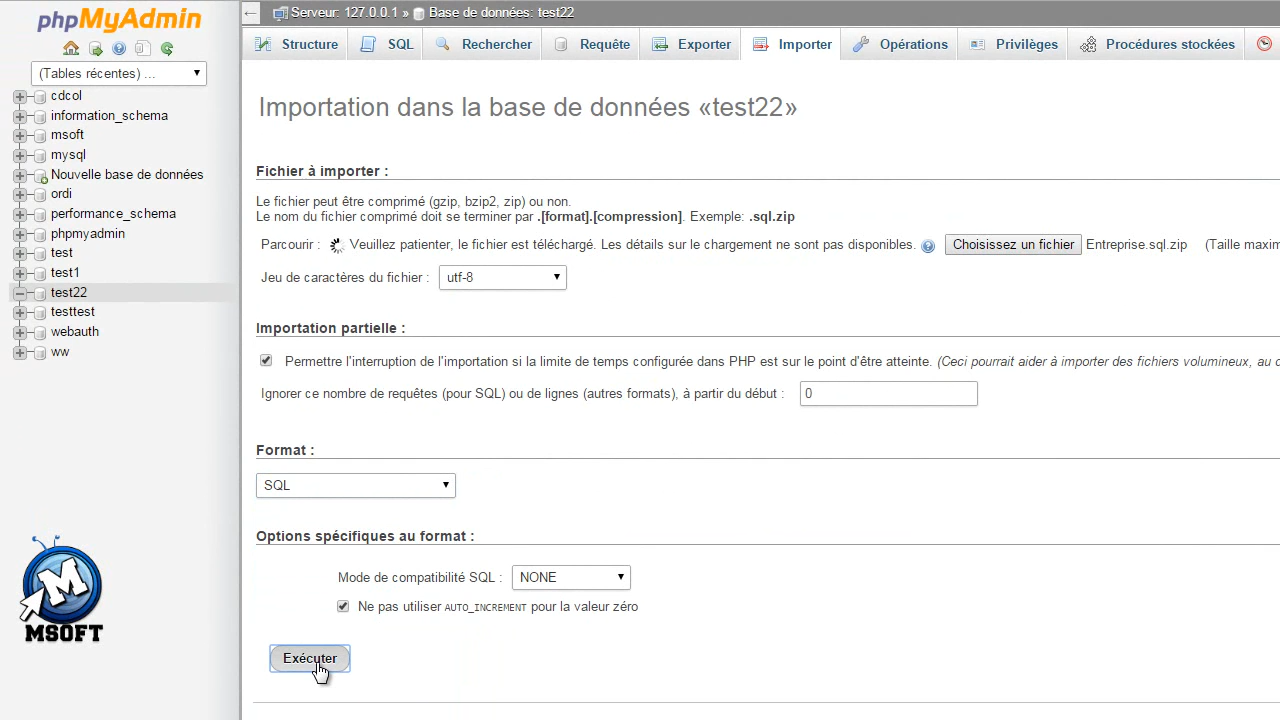 phpMyAdmin
(Tables récentes) ...
cdcol
information_schema
msoft
mysql
Nouvelle base de données
ordi
performance_schema
phpmyadmin
test
test1
test22
testtest
webauth
ww
MSOFT
Serveur: 127.0.0.1 » Base de données: test22
Structure SQL Rechercher Requête Exporter Importer Opérations Privilèges Procédures stockées
Importation dans la base de données «test22»
Fichier à importer :
Le fichier peut être comprimé (gzip, bzip2, zip) ou non.
Le nom du fichier comprimé doit se terminer par .[format].[compression]. Exemple: .sql.zip
Parcourir : Veuillez patienter, le fichier est téléchargé. Les détails sur le chargement ne sont pas disponibles. Choisissez un fichier Entreprise.sql.zip (Taille maxim
Jeu de caractères du fichier : utf-8
Importation partielle :
Permettre l'interruption de l'importation si la limite de temps configurée dans PHP est sur le point d'être atteinte. (Ceci pourrait aider à importer des fichiers volumineux, au
Ignorer ce nombre de requêtes (pour SQL) ou de lignes (autres formats), à partir du début : 0
Format :
SQL
Options spécifiques au format :
Mode de compatibilité SQL : NONE
Ne pas utiliser AUTO_INCREMENT pour la valeur zéro
Exécuter